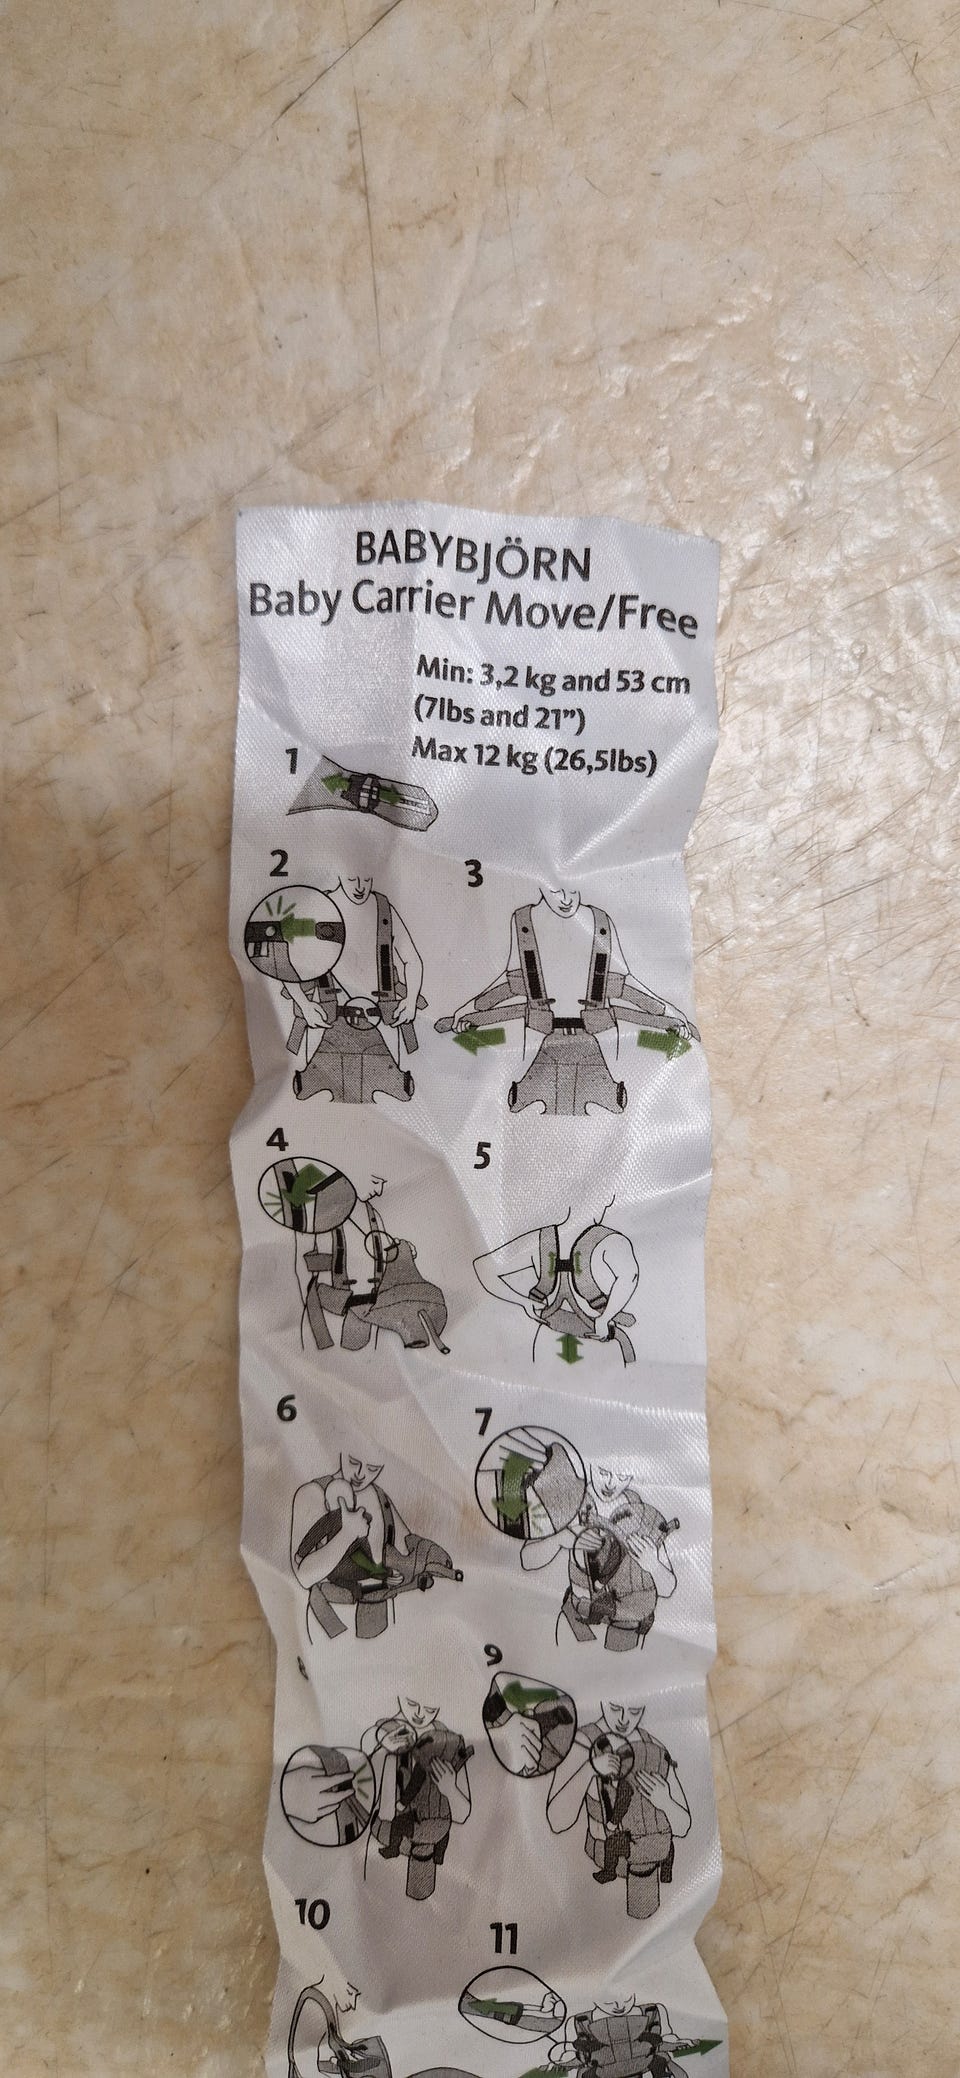 BABYBJÖRN
Baby Carrier Move/Free
Min: 3,2 kg and 53 cm
(7lbs and 21”)
Max 12 kg (26,5lbs)
1
2
3
4
5
6
7
9
10
11